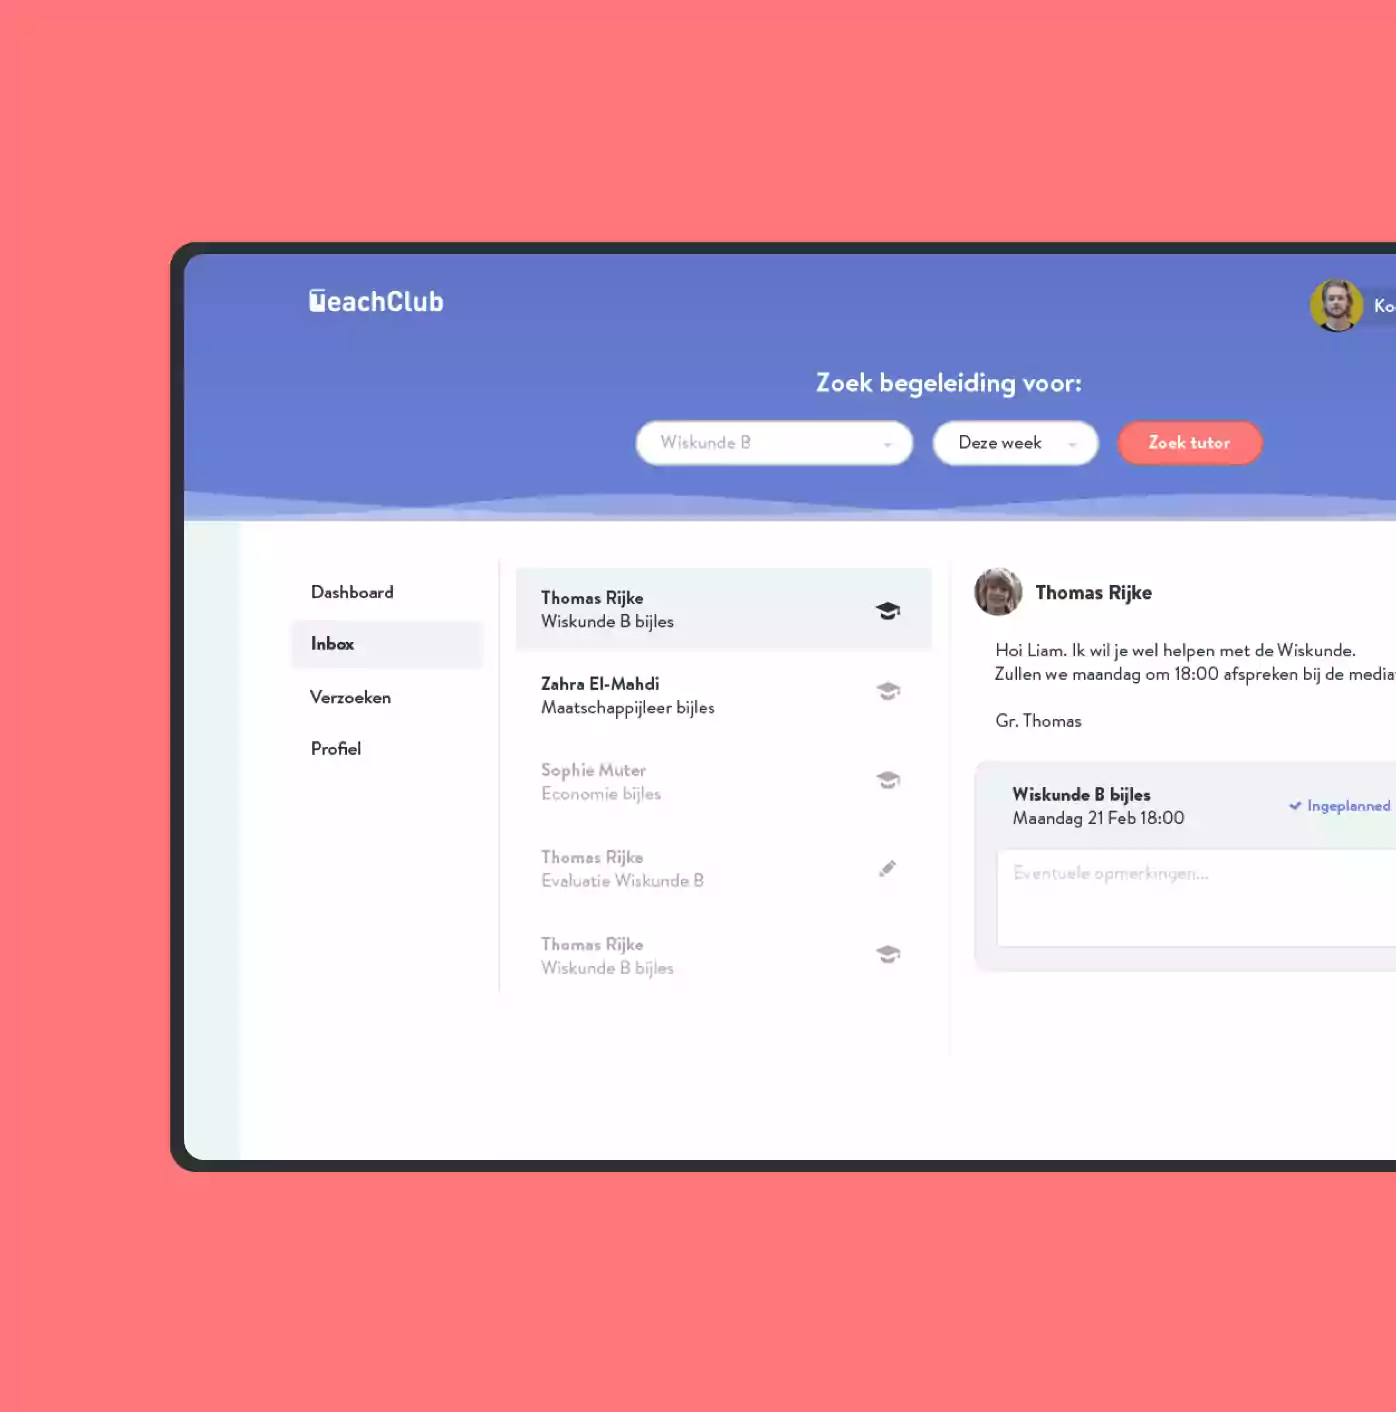 TeachClub
Zoek begeleiding voor:
Wiskunde B
Deze week
Zoek tutor
Dashboard
Inbox
Verzoeken
Profiel
Thomas Rijke
Wiskunde B bijles
Zahra El-Mahdi
Maatschappijleer bijles
Sophie Muter
Economie bijles
Thomas Rijke
Evaluatie Wiskunde B
Thomas Rijke
Wiskunde B bijles
Thomas Rijke
Hoi Liam. Ik wil je wel helpen met de Wiskunde.
Zullen we maandag om 18:00 afspreken bij de
Gr. Thomas
Wiskunde B bijles
Maandag 21 Feb 18:00
Ingeplanned
Eventuele opmerkingen...